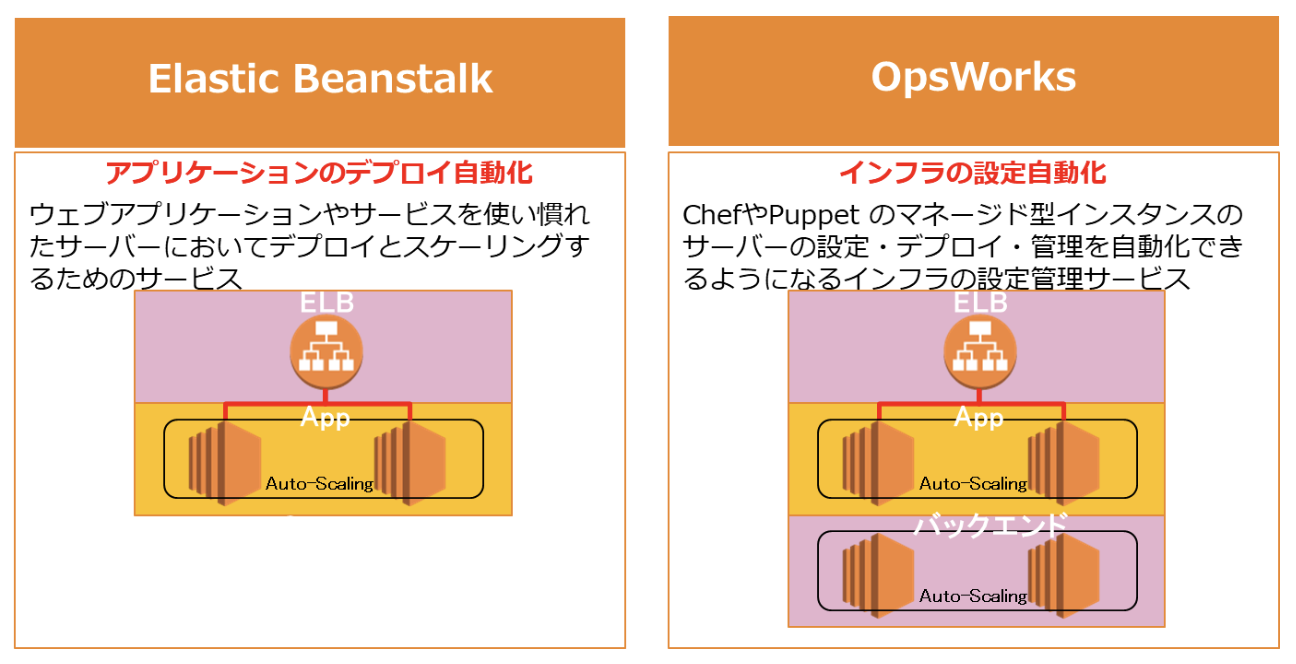 Elastic Beanstalk
アプリケーションのデプロイ自動化
ウェブアプリケーションやサービスを使い慣れ
たサーバーにおいてデプロイとスケーリングす
るためのサービス
ELB
App
Auto-Scaling
OpsWorks
インフラの設定自動化
ChefやPuppet のマネージド型インスタンスの
サーバーの設定・デプロイ・管理を自動化でき
るようになるインフラの設定管理サービス
ELB
App
Auto-Scaling
バックエンド
Auto-Scaling